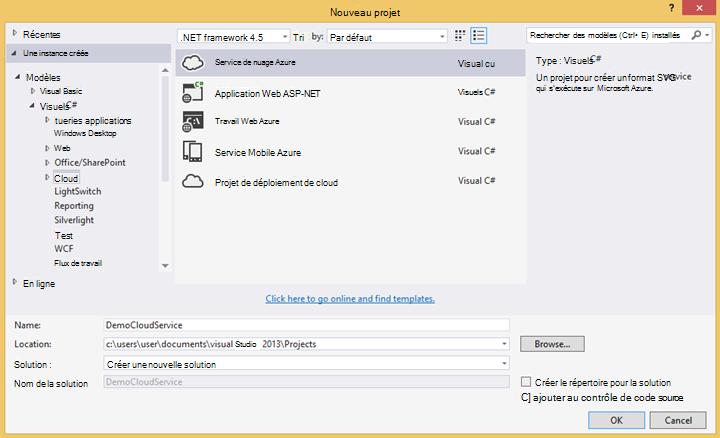 Nouveau projet
? ✕
Récentes
.NET framework 4.5 Tri by: Par défaut
Rechercher des modèles (Ctrl+ E) installés
Une instance créée
Modèles
Visual Basic
Visuels C#
tueries applications
Windows Desktop
Web
Office/SharePoint
Cloud
LightSwitch
Reporting
Silverlight
Test
WCF
Flux de travail
En ligne
Service de nuage Azure Visual cu
Application Web ASP-NET Visuels C#
Travail Web Azure Visual C#
Service Mobile Azure Visual C#
Projet de déploiement de cloud Visual C#
Type : Visuels C#
Un projet pour créer un format SVG service
qui s'exécute sur Microsoft Azure.
Click here to go online and find templates.
Name: DemoCloudService
Location: c:\users\user\documents\visual Studio 2013\Projects
Browse...
Solution : Créer une nouvelle solution
Nom de la solution DemoCloudService
Créer le répertoire pour la solution
C] ajouter au contrôle de code source
OK Cancel